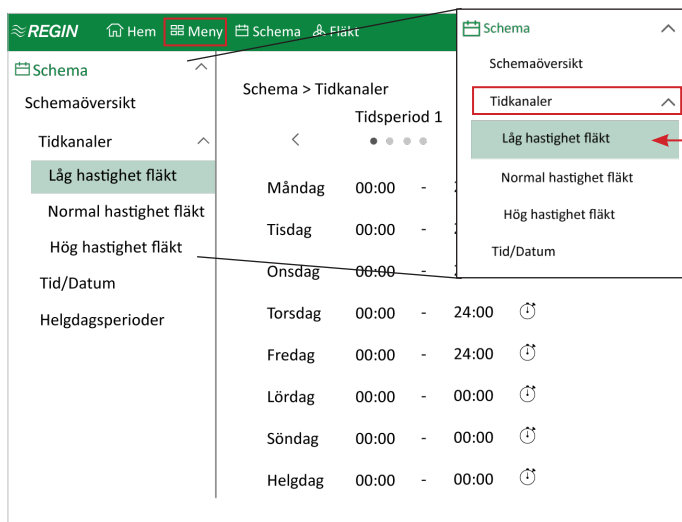 REGIN Hem Meny Schema Fläkt
Schema
Schemaöversikt
Tidkanaler
Låg hastighet fläkt
Normal hastighet fläkt
Hög hastighet fläkt
Tid/Datum
Helgdagsperioder
Schema > Tidkanaler
Tidsperiod 1
Måndag 00:00 -
Tisdag 00:00 -
Onsdag 00:00 -
Torsdag 00:00 - 24:00
Fredag 00:00 - 24:00
Lördag 00:00 - 00:00
Söndag 00:00 - 00:00
Helgdag 00:00 - 00:00
Schema
Schemaöversikt
Tidkanaler
Låg hastighet fläkt
Normal hastighet fläkt
Hög hastighet fläkt
Tid/Datum